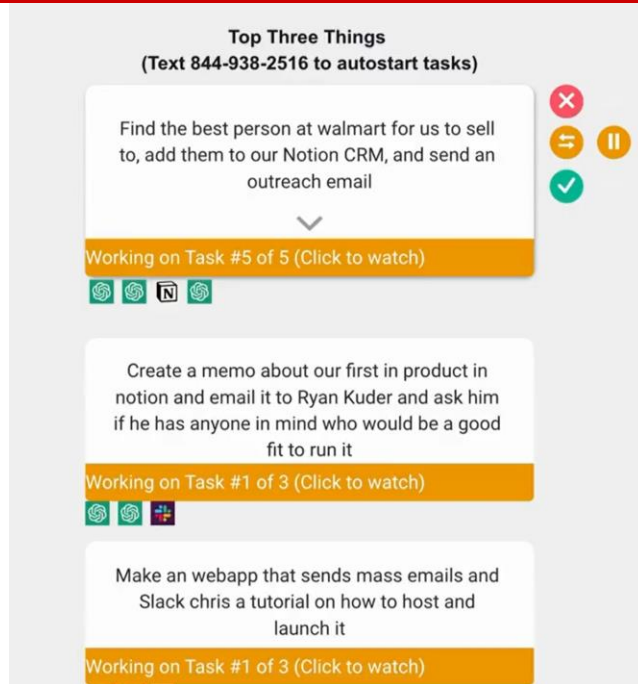 Top Three Things
(Text 844-938-2516 to autostart tasks)
Find the best person at walmart for us to sell
to, add them to our Notion CRM, and send an
outreach email
Working on Task #5 of 5 (Click to watch)
Create a memo about our first in product in
notion and email it to Ryan Kuder and ask him
if he has anyone in mind who would be a good
fit to run it
Working on Task #1 of 3 (Click to watch)
Make an webapp that sends mass emails and
Slack chris a tutorial on how to host and
launch it
Working on Task #1 of 3 (Click to watch)